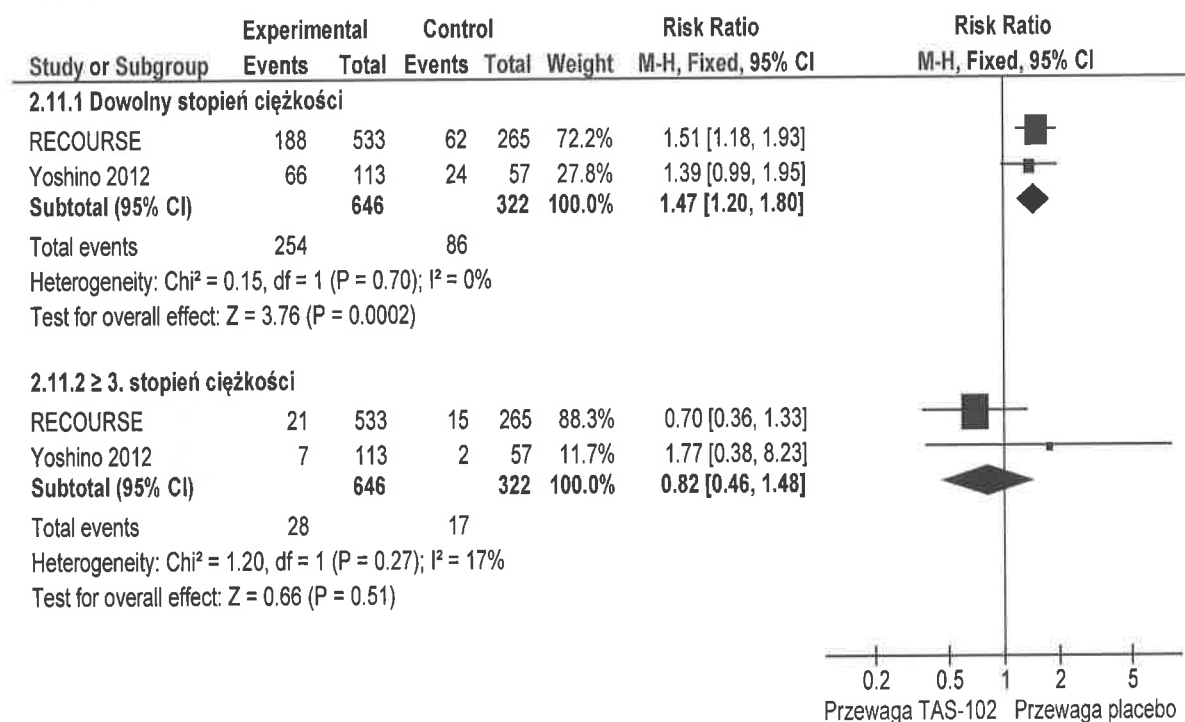 Experimental Control Risk Ratio Risk Ratio
Study or Subgroup Events Total Events Total Weight M-H, Fixed, 95% CI M-H, Fixed, 95% CI
2.11.1 Dowolny stopień ciężkości
RECOURSE 188 533 62 265 72.2% 1.51 [1.18, 1.93]
Yoshino 2012 66 113 24 57 27.8% 1.39 [0.99, 1.95]
Subtotal (95% CI) 646 322 100.0% 1.47 [1.20, 1.80]
Total events 254 86
Heterogeneity: Chi² = 0.15, df = 1 (P = 0.70); I² = 0%
Test for overall effect: Z = 3.76 (P = 0.0002)
2.11.2 ≥ 3. stopień ciężkości
RECOURSE 21 533 15 265 88.3% 0.70 [0.36, 1.33]
Yoshino 2012 7 113 2 57 11.7% 1.77 [0.38, 8.23]
Subtotal (95% CI) 646 322 100.0% 0.82 [0.46, 1.48]
Total events 28 17
Heterogeneity: Chi² = 1.20, df = 1 (P = 0.27); I² = 17%
Test for overall effect: Z = 0.66 (P = 0.51)
0.2 0.5 1 2 5
Przewaga TAS-102 Przewaga placebo